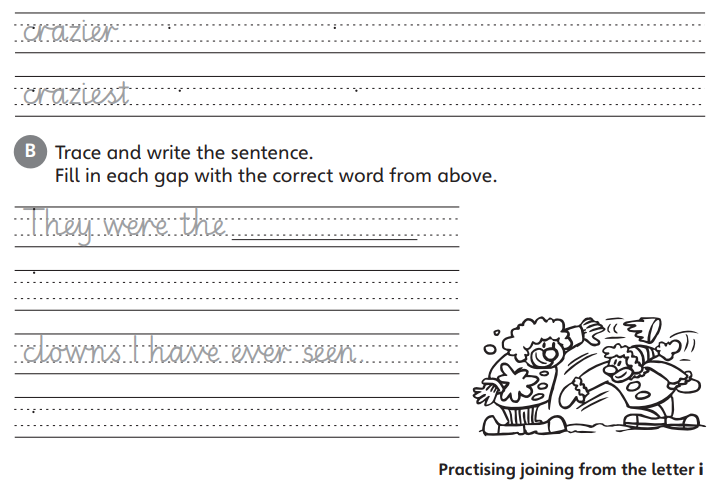 crazier
craziest
B Trace and write the sentence.
Fill in each gap with the correct word from above.
They were the
clowns I have ever seen.
Practising joining from the letter i